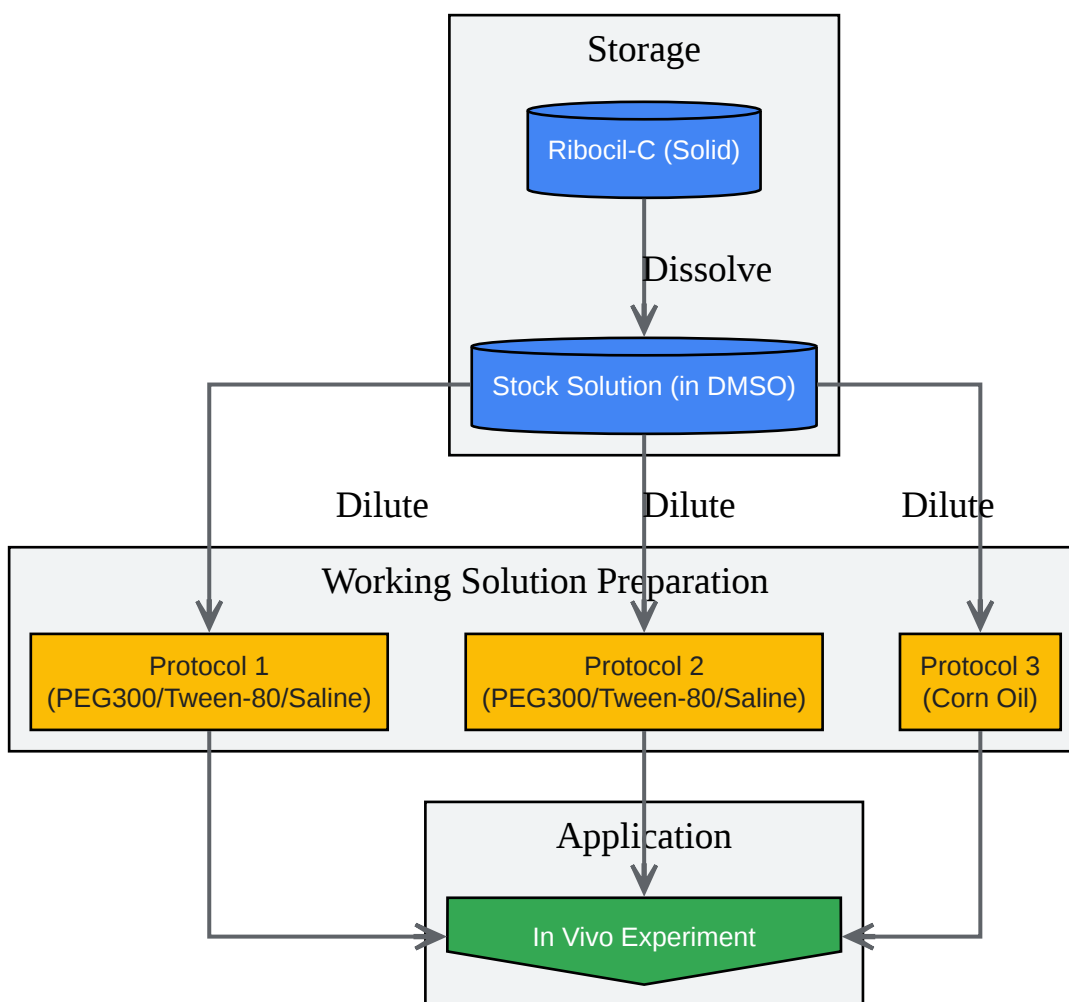 Storage
Ribocil-C (Solid)
Dissolve
Stock Solution (in DMSO)
Dilute
Dilute
Dilute
Working Solution Preparation
Protocol 1
(PEG300/Tween-80/Saline)
Protocol 2
(PEG300/Tween-80/Saline)
Protocol 3
(Corn Oil)
Application
In Vivo Experiment